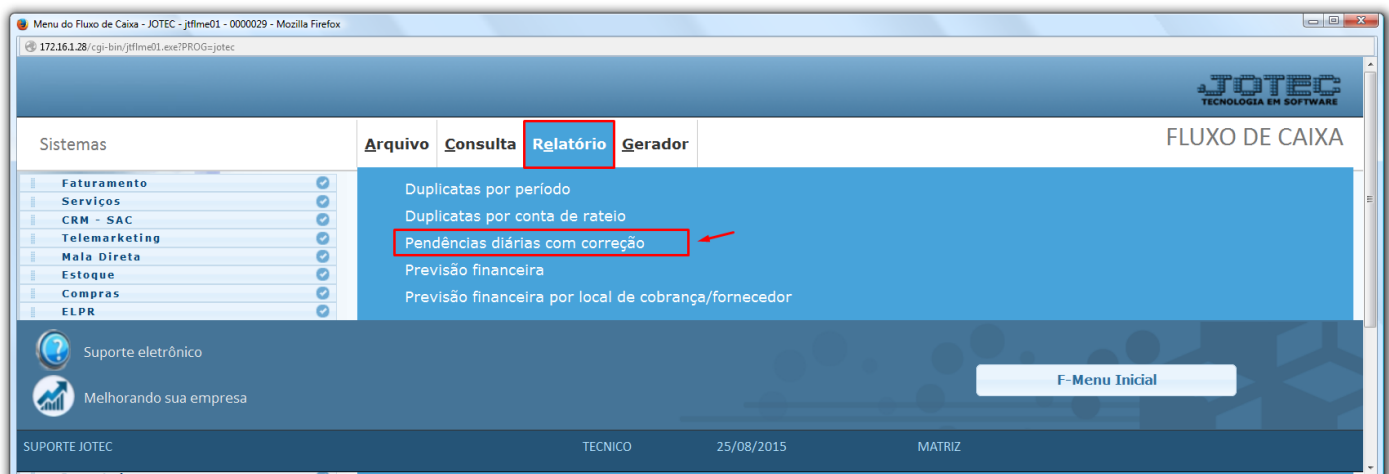 Menu do Fluxo de Caixa - JOTEC - jtflme01 - 0000029 - Mozilla Firefox
172.16.1.28/cgi-bin/jtflme01.exe?PROG=jotec
JOTEC
TECNOLOGIA EM SOFTWARE
Sistemas
Arquivo Consulta Relatório Gerador
FLUXO DE CAIXA
Faturamento
Serviços
CRM - SAC
Telemarketing
Mala Direta
Estoque
Compras
ELPR
Duplicatas por período
Duplicatas por conta de rateio
Pendências diárias com correção
Previsão financeira
Previsão financeira por local de cobrança/fornecedor
Suporte eletrônico
Melhorando sua empresa
F-Menu Inicial
SUPORTE JOTEC TECNICO 25/08/2015 MATRIZ